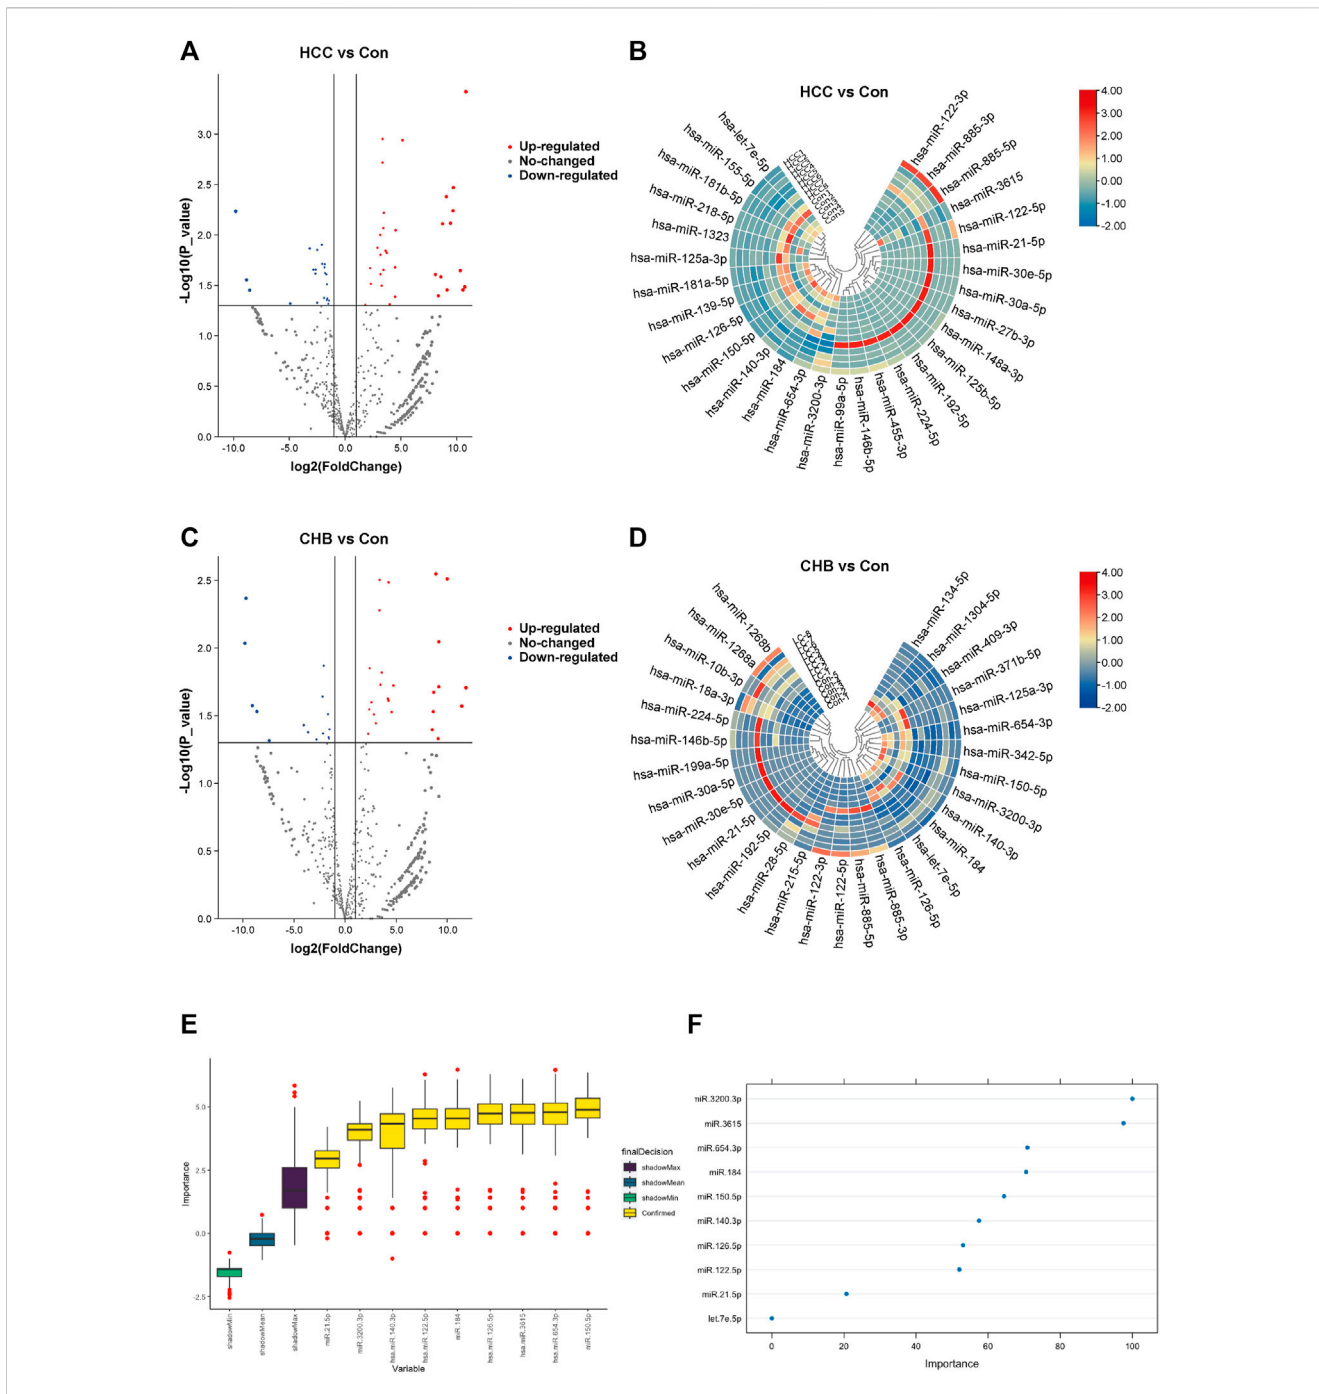 A
HCC vs Con
-Log10(P_value)
3.0
2.5
2.0
1.5
1.0
0.5
0.0
-10.0
-5.0
0.0
5.0
10.0
log2(FoldChange)
Up-regulated
No-changed
Down-regulated
B
HCC vs Con
hsa-let-7e-5p
hsa-miR-155-5p
hsa-miR-181b-5p
hsa-miR-218-5p
hsa-miR-1323
hsa-miR-125a-3p
hsa-miR-181a-5p
hsa-miR-139-5p
hsa-miR-126-5p
hsa-miR-150-5p
hsa-miR-140-3p
hsa-miR-184
hsa-miR-654-3p
hsa-miR-3200-3p
hsa-miR-99a-5p
hsa-miR-146b-5p
hsa-miR-455-3p
hsa-miR-224-5p
hsa-miR-192-5p
hsa-miR-125b-5p
hsa-miR-148a-3p
hsa-miR-27b-3p
hsa-miR-30a-5p
hsa-miR-30e-5p
hsa-miR-21-5p
hsa-miR-122-5p
hsa-miR-3615
hsa-miR-885-5p
hsa-miR-885-3p
hsa-miR-122-3p
4.00
3.00
2.00
1.00
0.00
-1.00
-2.00
C
CHB vs Con
-Log10(P_value)
2.5
2.0
1.5
1.0
0.5
0.0
-10.0
-5.0
0.0
5.0
10.0
log2(FoldChange)
Up-regulated
No-changed
Down-regulated
D
CHB vs Con
hsa-miR-1268b
hsa-miR-1268a
hsa-miR-10b-3p
hsa-miR-18a-3p
hsa-miR-224-5p
hsa-miR-146b-5p
hsa-miR-199a-5p
hsa-miR-30a-5p
hsa-miR-30e-5p
hsa-miR-21-5p
hsa-miR-192-5p
hsa-miR-28-5p
hsa-miR-215-5p
hsa-miR-122-3p
hsa-miR-122-5p
hsa-miR-885-5p
hsa-miR-885-3p
hsa-miR-126-5p
hsa-let-7e-5p
hsa-miR-184
hsa-miR-140-3p
hsa-miR-3200-3p
hsa-miR-150-5p
hsa-miR-342-5p
hsa-miR-654-3p
hsa-miR-125a-3p
hsa-miR-371b-5p
hsa-miR-409-3p
hsa-miR-1304-5p
hsa-miR-134-5p
4.00
3.00
2.00
1.00
0.00
-1.00
-2.00
E
Importance
5.0
2.5
0.0
-2.5
shadowMin
shadowMean
shadowMax
miR.21.5p
miR.3200.3p
hsa.miR.140.3p
hsa.miR.122.5p
miR.184
hsa.miR.126.5p
hsa.miR.3615
hsa.miR.654.3p
miR.150.5p
Variable
finalDecision
shadowMax
shadowMean
shadowMin
Confirmed
F
miR.3200.3p
miR.3615
miR.654.3p
miR.184
miR.150.5p
miR.140.3p
miR.126.5p
miR.122.5p
miR.21.5p
let.7e.5p
0
20
40
60
80
100
Importance